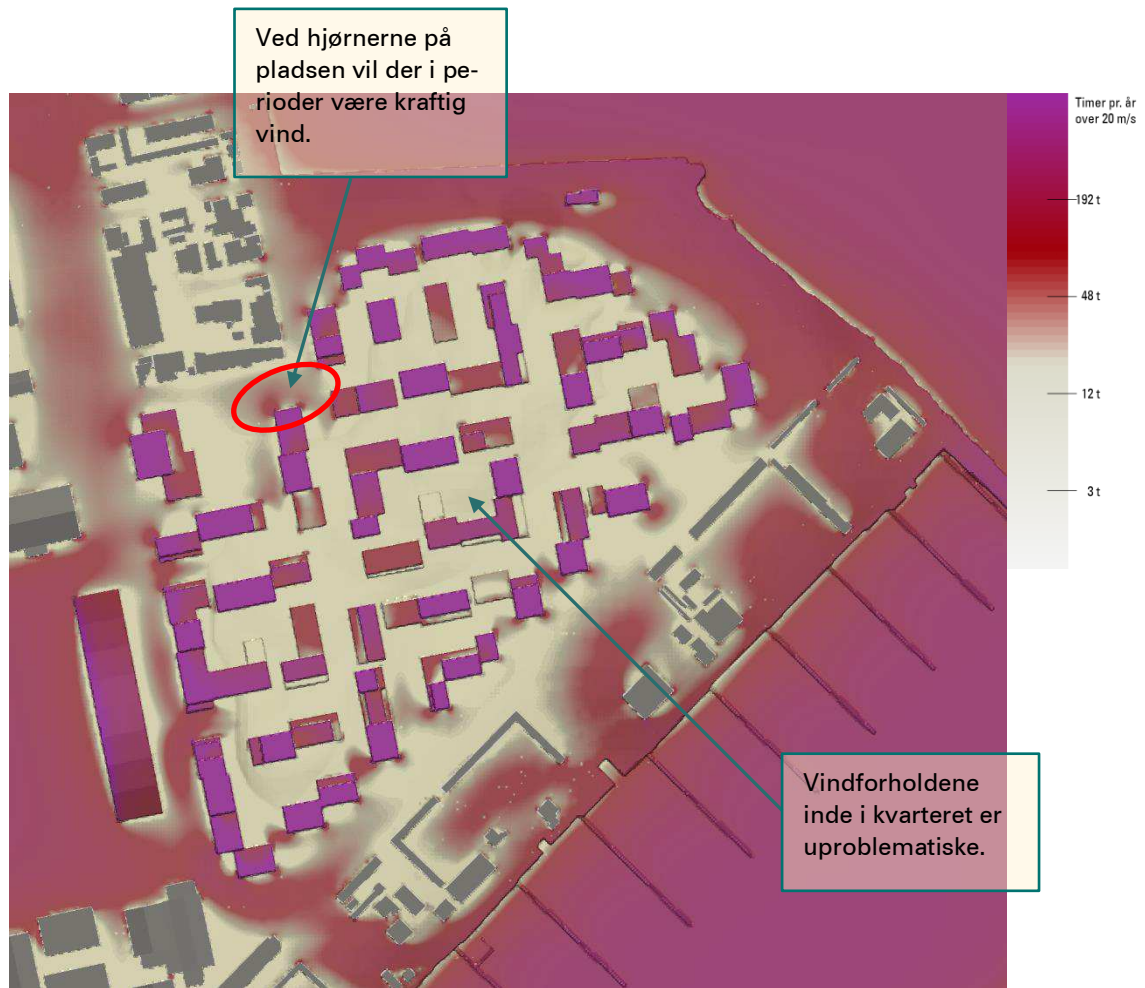 Ved hjørnerne på
pladsen vil der i pe-
rioder være kraftig
vind.
Timer pr. år
over 20 m/s
192 t
48 t
12 t
3 t
Vindforholdene
inde i kvarteret er
uproblematiske.